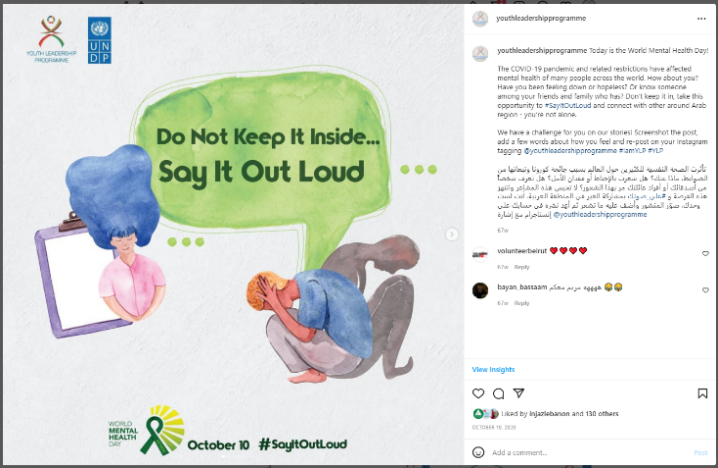 YOUTH LEADERSHIP
PROGRAMME
U N
D P
Do Not Keep It Inside...
Say It Out Loud
WORLD
MENTAL
HEALTH
DAY
October 10 #SayItOutLoud
youthleadershipprogramme
youthleadershipprogramme Today is the World Mental Health Day!
The COVID-19 pandemic and related restrictions have affected
mental health of many people across the world. How about you?
Have you been feeling down or hopeless? Or know someone
among your friends and family who has? Don't keep it in, take this
opportunity to #SayItOutLoud and connect with other around Arab
region - you're not alone.
We have a challenge for you on our stories! Screenshot the post,
add a few words about how you feel and re-post on your Instagram
tagging @youthleadershipprogramme #IamYLP #YLP
تأثرت الصحة النفسية للكثيرين حول العالم بسبب جائحة كورونا وتبعاتها من
الضوابط، ماذا عنك؟ هل شعرت بالإحباط أو فقدان الأمل؟ هل تعرف شخصاً
من أصدقائك أو أفراد عائلتك مر بهذا الشعور؟ لا تحبس هذه المشاعر وانتهز
هذه الفرصة و #علي_صوتك بمشاركة الغير في المنطقة العربية. أنت لست
وحدك. صوّر المنشور وأضف عليه ما تشعر ثم أعد نشره في حسابك على
إنستجرام مع إشارة @youthleadershipprogramme
67w
volunteerbeirut ❤️❤️❤️❤️
67w Reply
bayan_bassaam ههههه مريم معكم
67w Reply
View Insights
Liked by injazlebanon and 130 others
OCTOBER 10, 2020
Add a comment...
Post